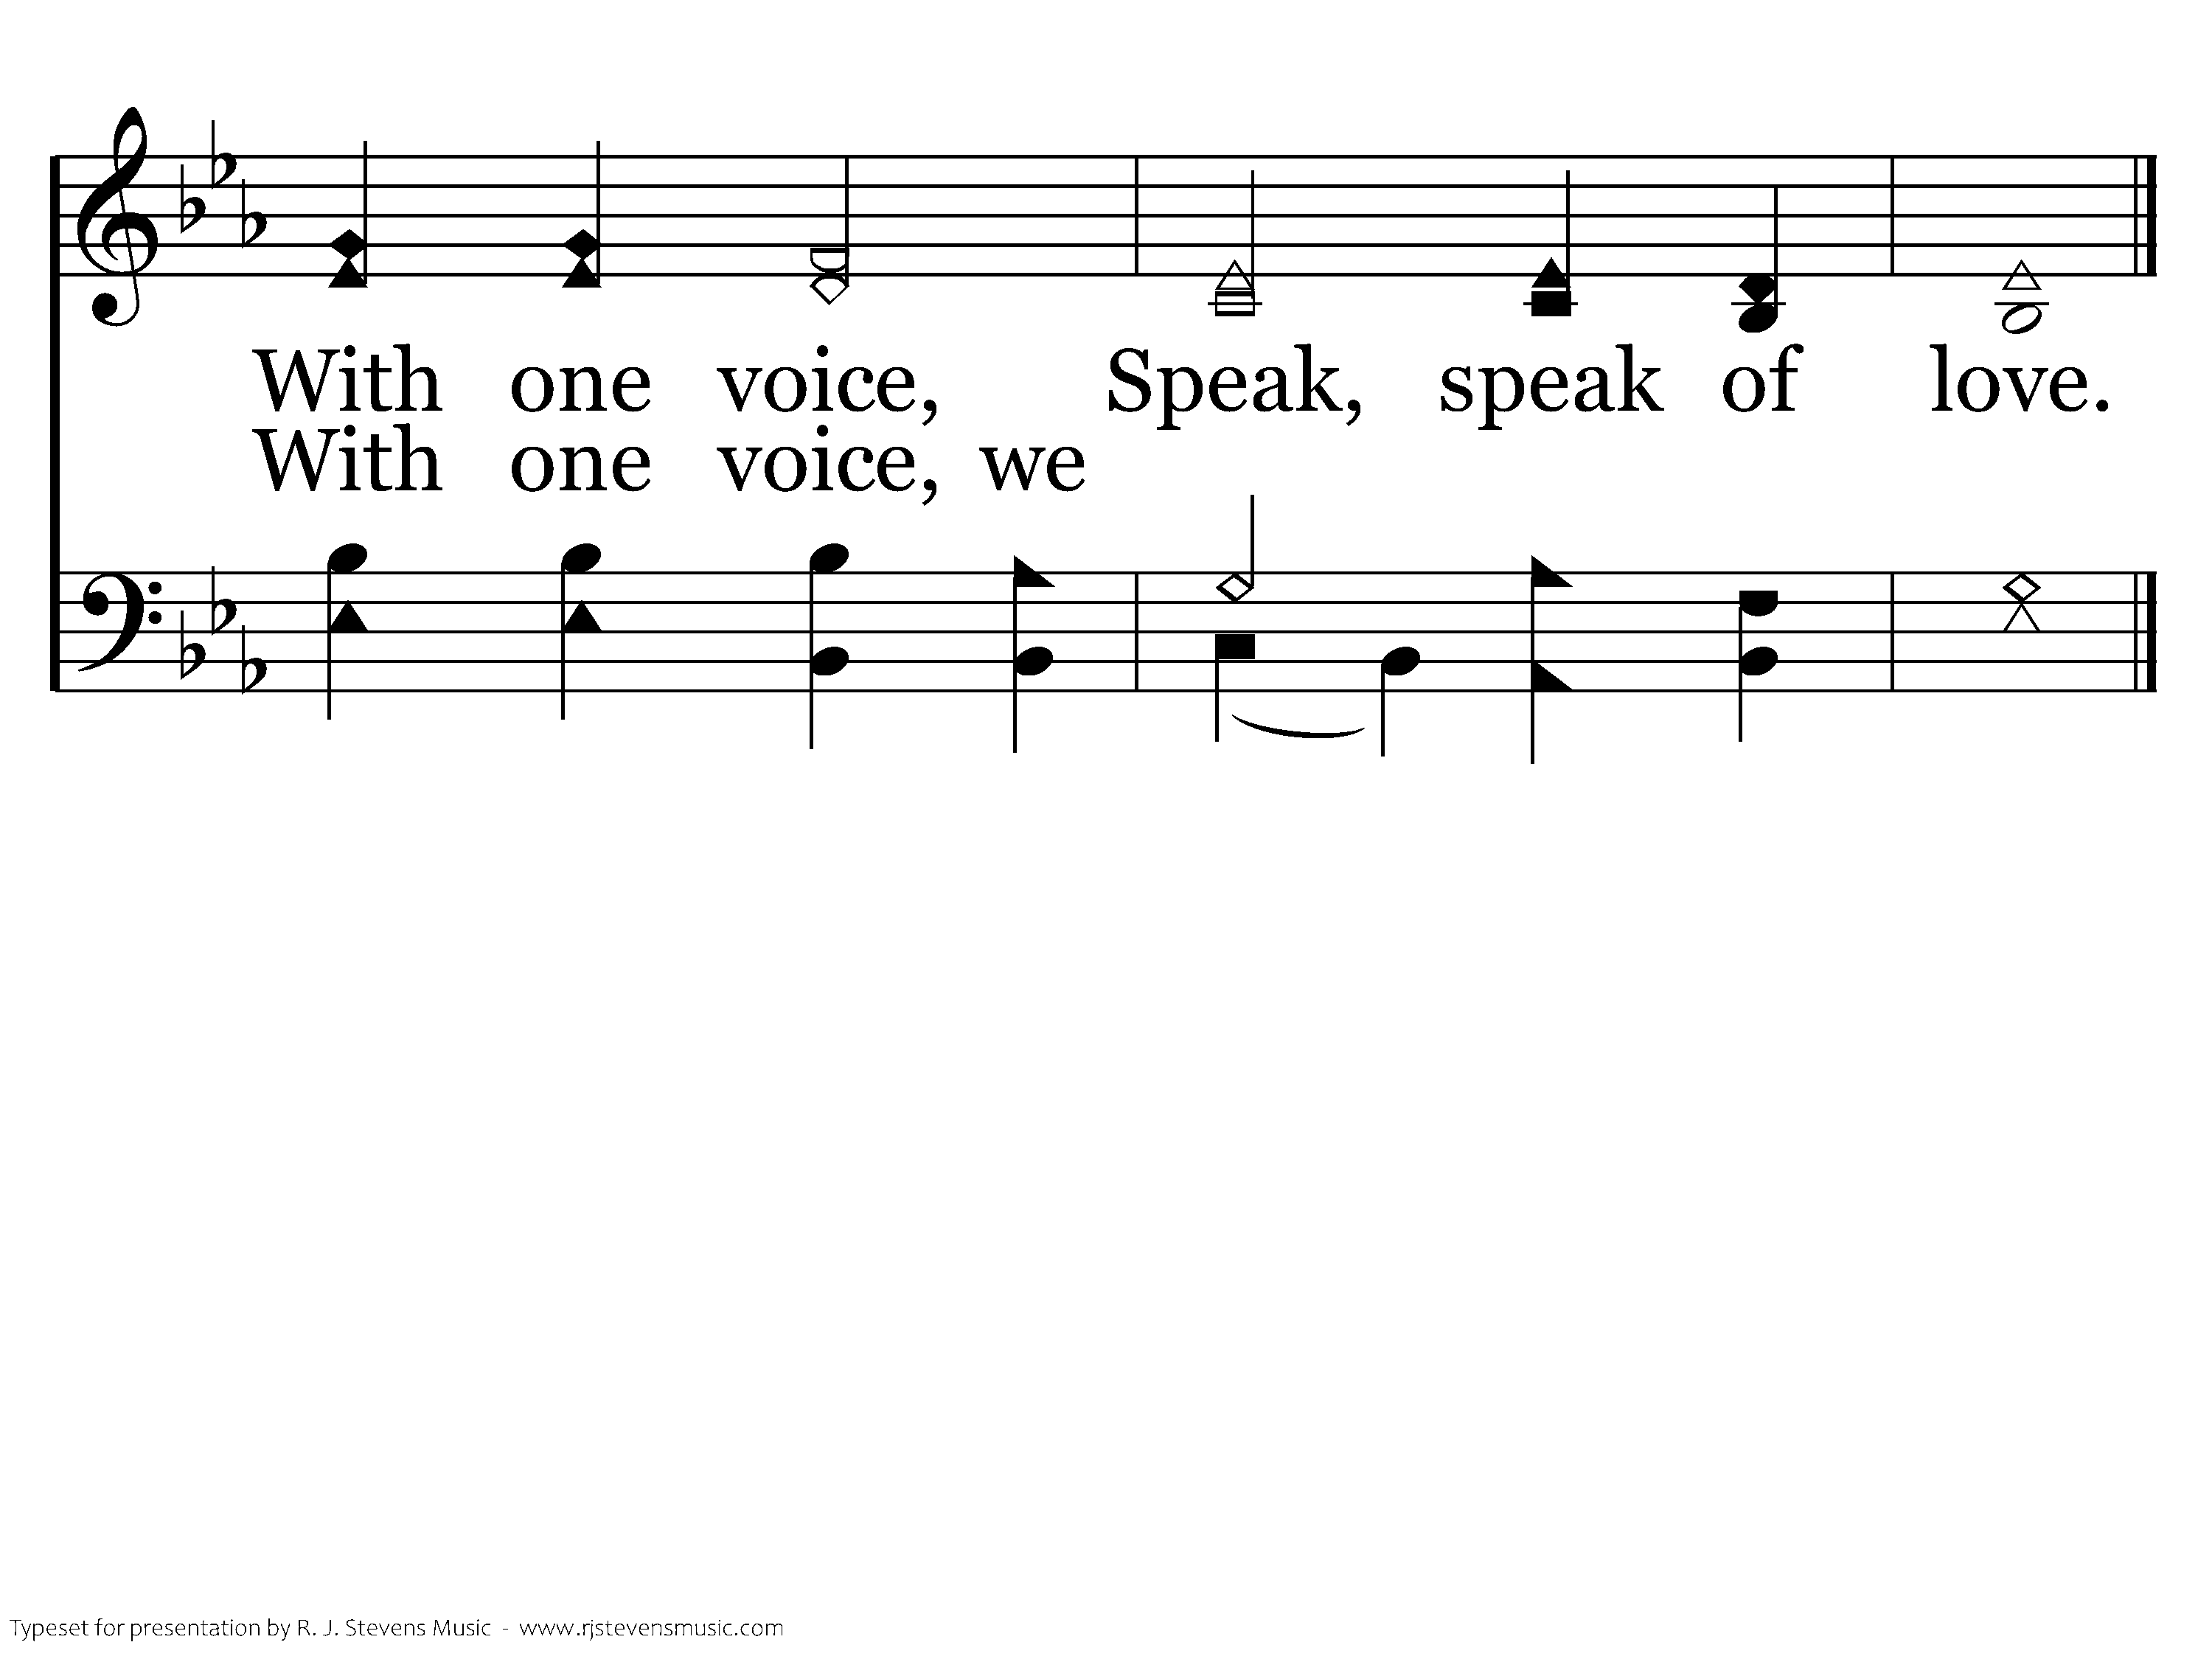 With one voice, Speak, speak of love.
With one voice, we
Typeset for presentation by R. J. Stevens Music - www.rjstevensmusic.com